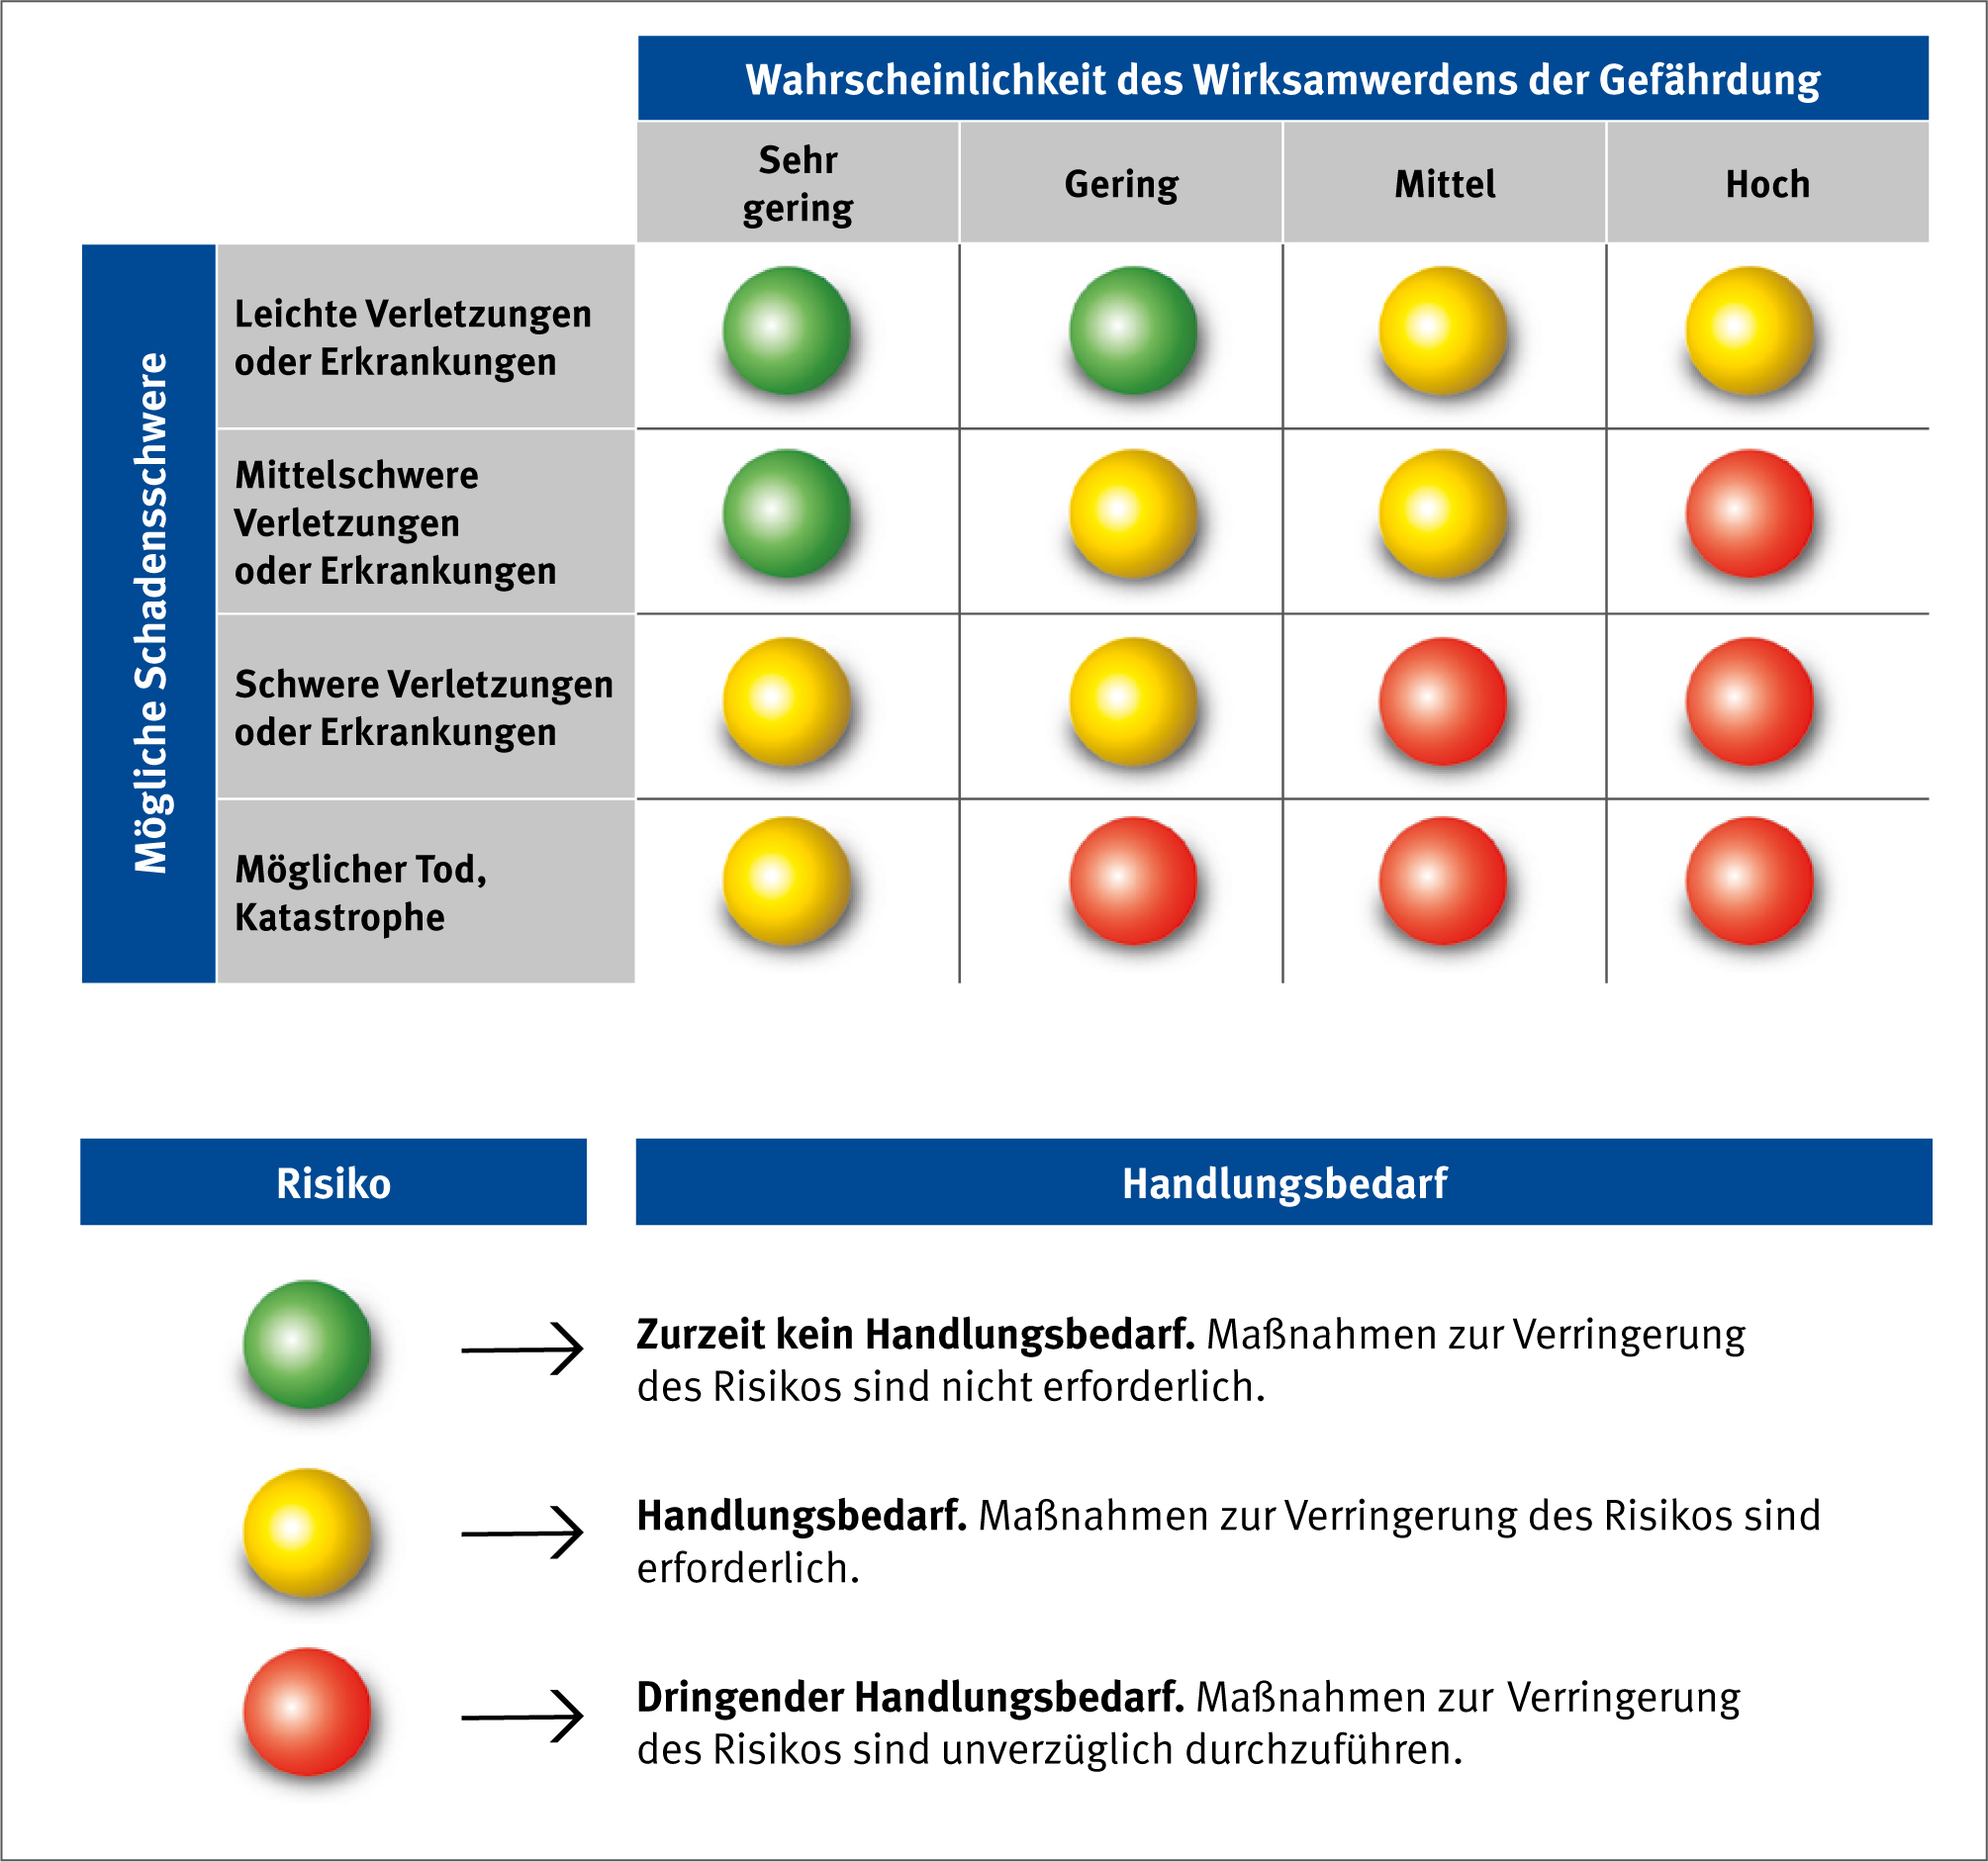 Wahrscheinlichkeit des Wirksamwerdens der Gefährdung
Sehr
gering
Gering
Mittel
Hoch
Mögliche Schadensschwere
Leichte Verletzungen
oder Erkrankungen
Mittelschwere
Verletzungen
oder Erkrankungen
Schwere Verletzungen
oder Erkrankungen
Möglicher Tod,
Katastrophe
Risiko
Handlungsbedarf
Zurzeit kein Handlungsbedarf. Maßnahmen zur Verringerung
des Risikos sind nicht erforderlich.
Handlungsbedarf. Maßnahmen zur Verringerung des Risikos sind
erforderlich.
Dringender Handlungsbedarf. Maßnahmen zur Verringerung
des Risikos sind unverzüglich durchzuführen.